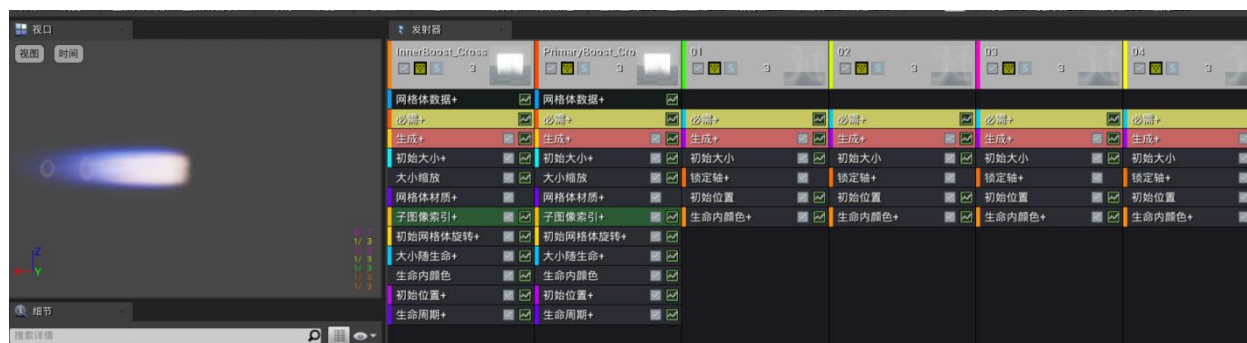 视口
发射器
视图 时间
InnerBoost_Cross PrimaryBoost_Cro 01 02 03 04
S 3 S 3 S 3 S 3 S 3 S 3
网格体数据+ 网格体数据+
必需+ 必需+ 必需+ 必需+ 必需+ 必需+
生成+ 生成+ 生成+ 生成+ 生成+ 生成+
初始大小+ 初始大小+ 初始大小 初始大小 初始大小 初始大小
大小缩放 大小缩放 锁定轴+ 锁定轴+ 锁定轴+ 锁定轴+
网格体材质+ 网格体材质+ 初始位置 初始位置 初始位置 初始位置
子图像索引+ 子图像索引+ 生命内颜色+ 生命内颜色+ 生命内颜色+ 生命内颜色+
初始网格体旋转+ 初始网格体旋转+
大小随生命+ 大小随生命+
生命内颜色 生命内颜色
初始位置+ 初始位置+
生命周期+ 生命周期+
1/ 3
1/ 3
1/ 3
1/ 3
Z
Y
细节
搜索详情